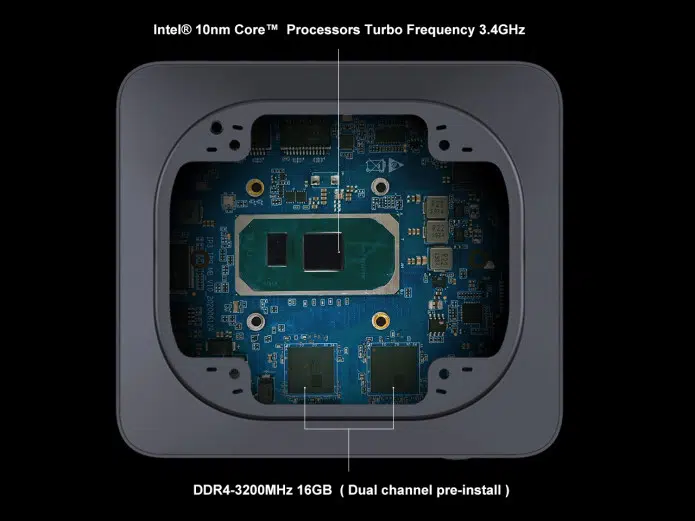 Intel® 10nm Core™ Processors Turbo Frequency 3.4GHz
DDR4-3200MHz 16GB ( Dual channel pre-install )